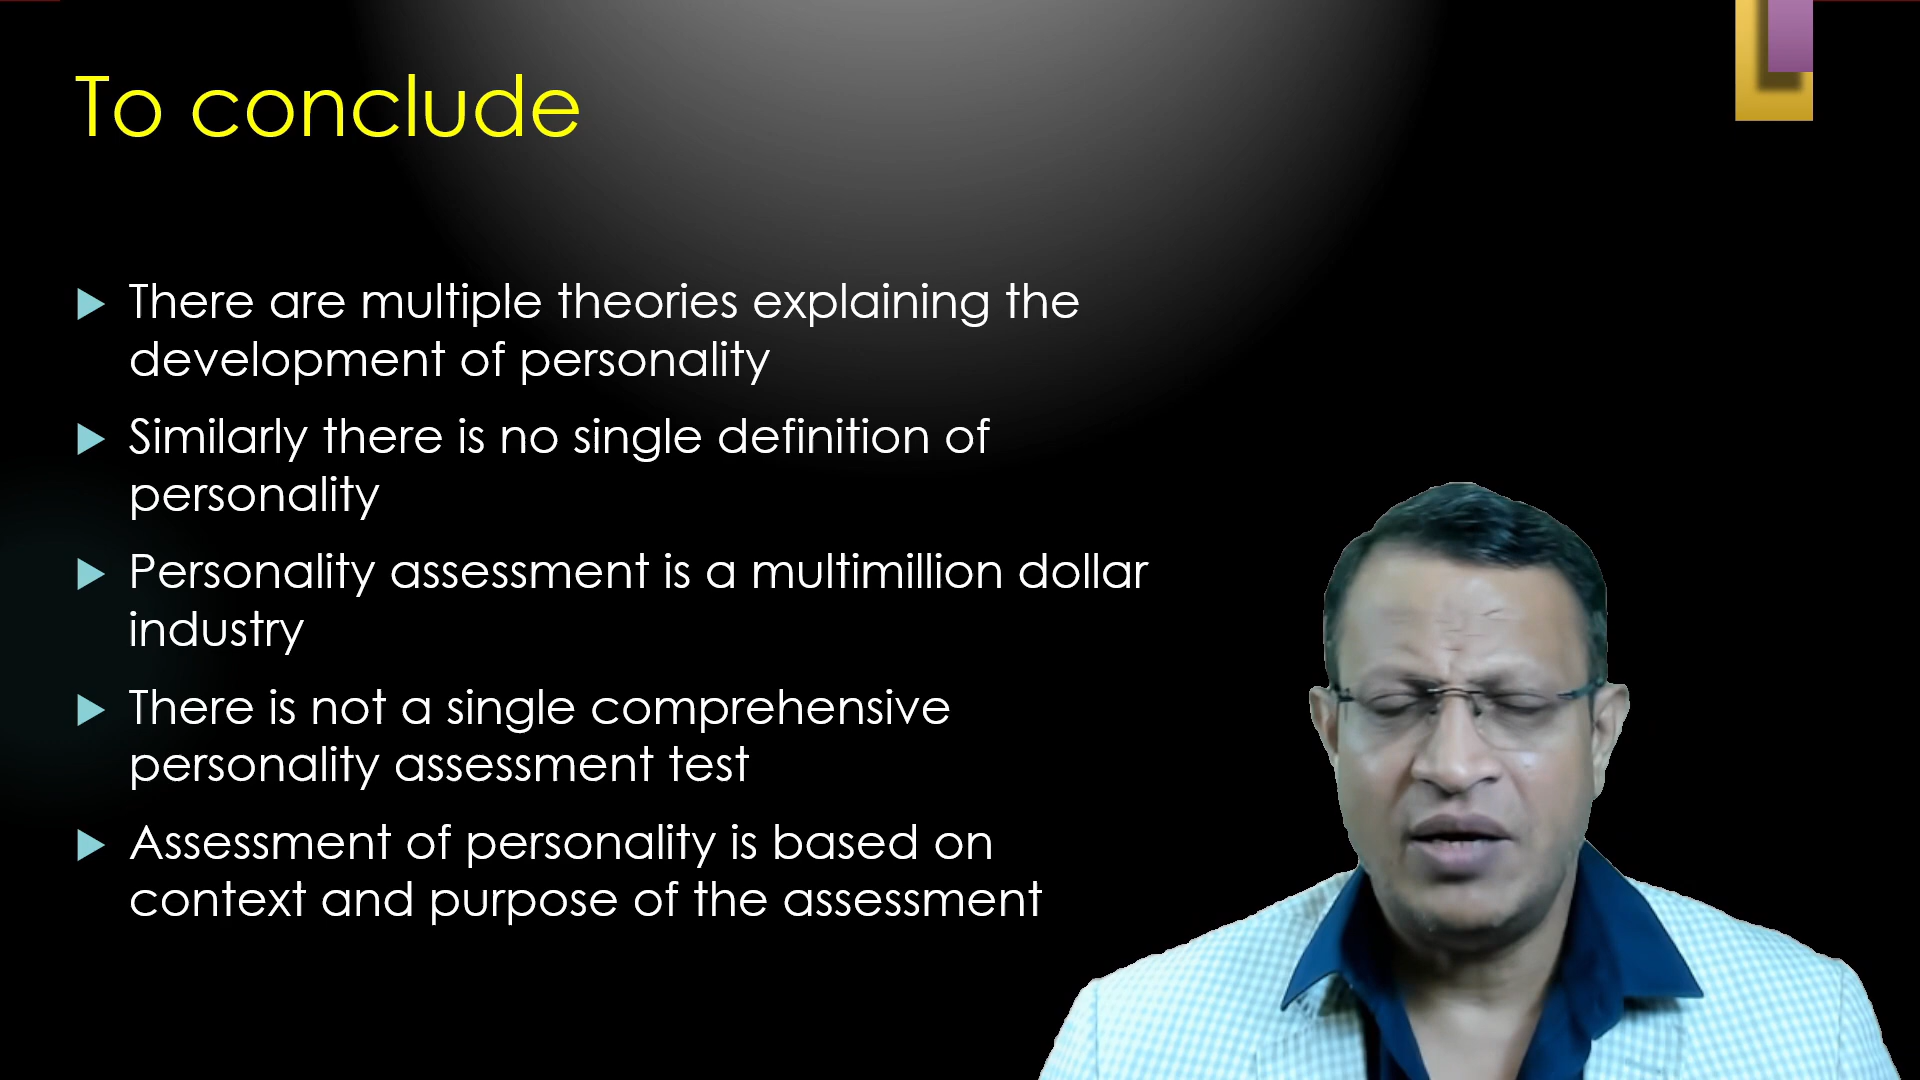 To conclude
There are multiple theories explaining the
development of personality
Similarly there is no single definition of
personality
Personality assessment is a multimillion dollar
industry
There is not a single comprehensive
personality assessment test
Assessment of personality is based on
context and purpose of the assessment